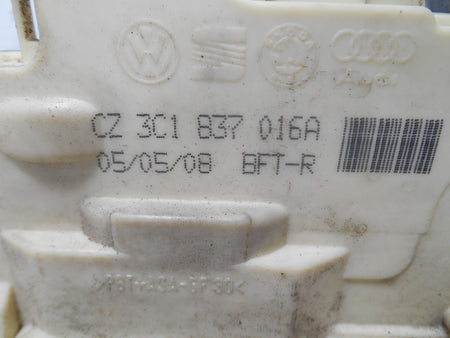 CZ 3C1 837 016A
05/05/08 BFT-R
>PBT+ASA-GF30<